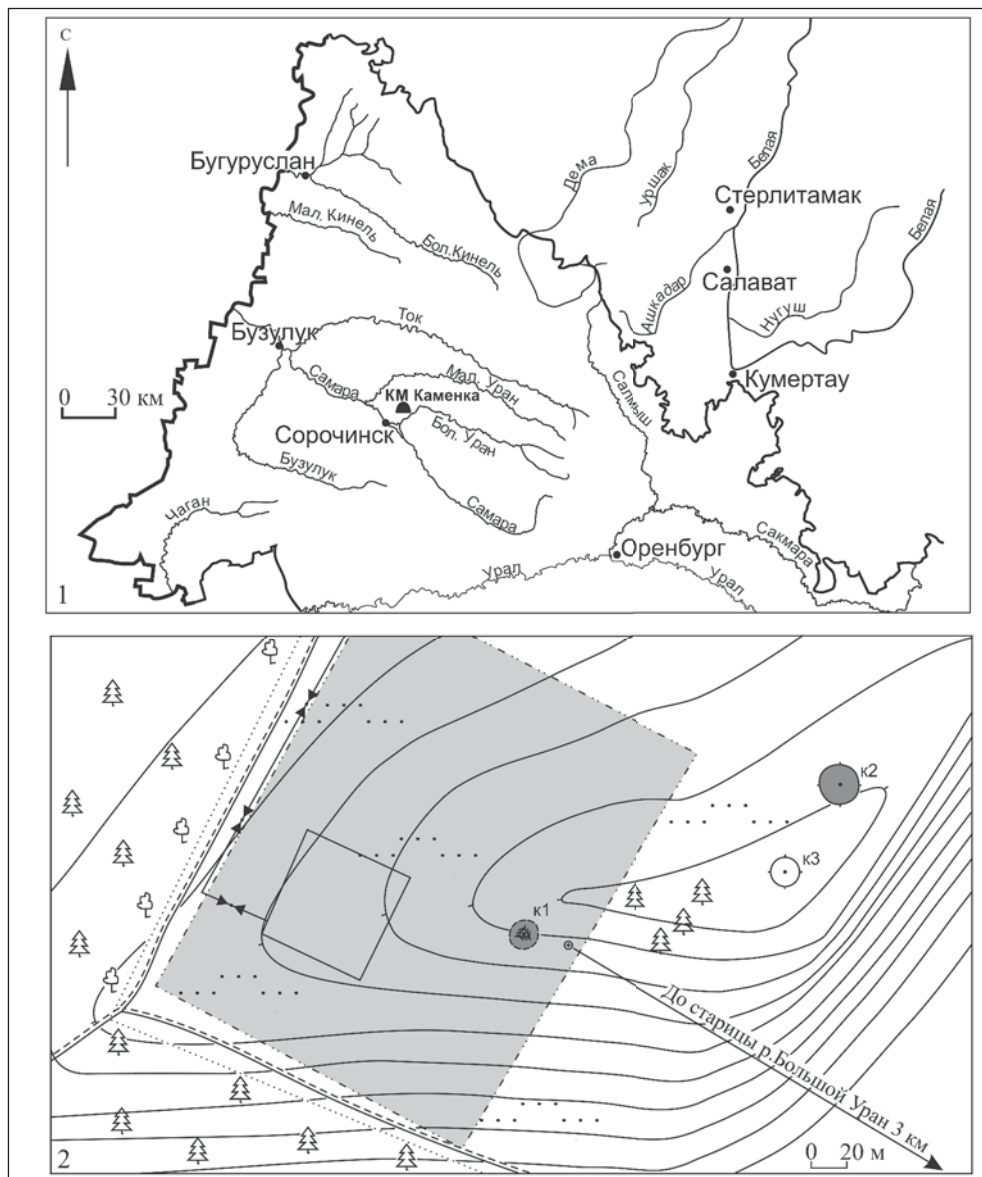 С
Бугуруслан
Мал. Кинель
Бол.Кинель
Дема
Уршак
Белая
Стерлитамак
Белая
Ашкадар
Салават
Нугуш
Кумертау
Ток
Бузулук
0 30 км
Самара
КМ Каменка
Мал. Уран
Салмыш
Сорочинск
Бол. Уран
Бузулук
Самара
Чаган
Оренбург
Сакмара
Урал
Урал
1
к2
к3
к1
До старицы р.Большой Уран 3 км
0 20 м
2